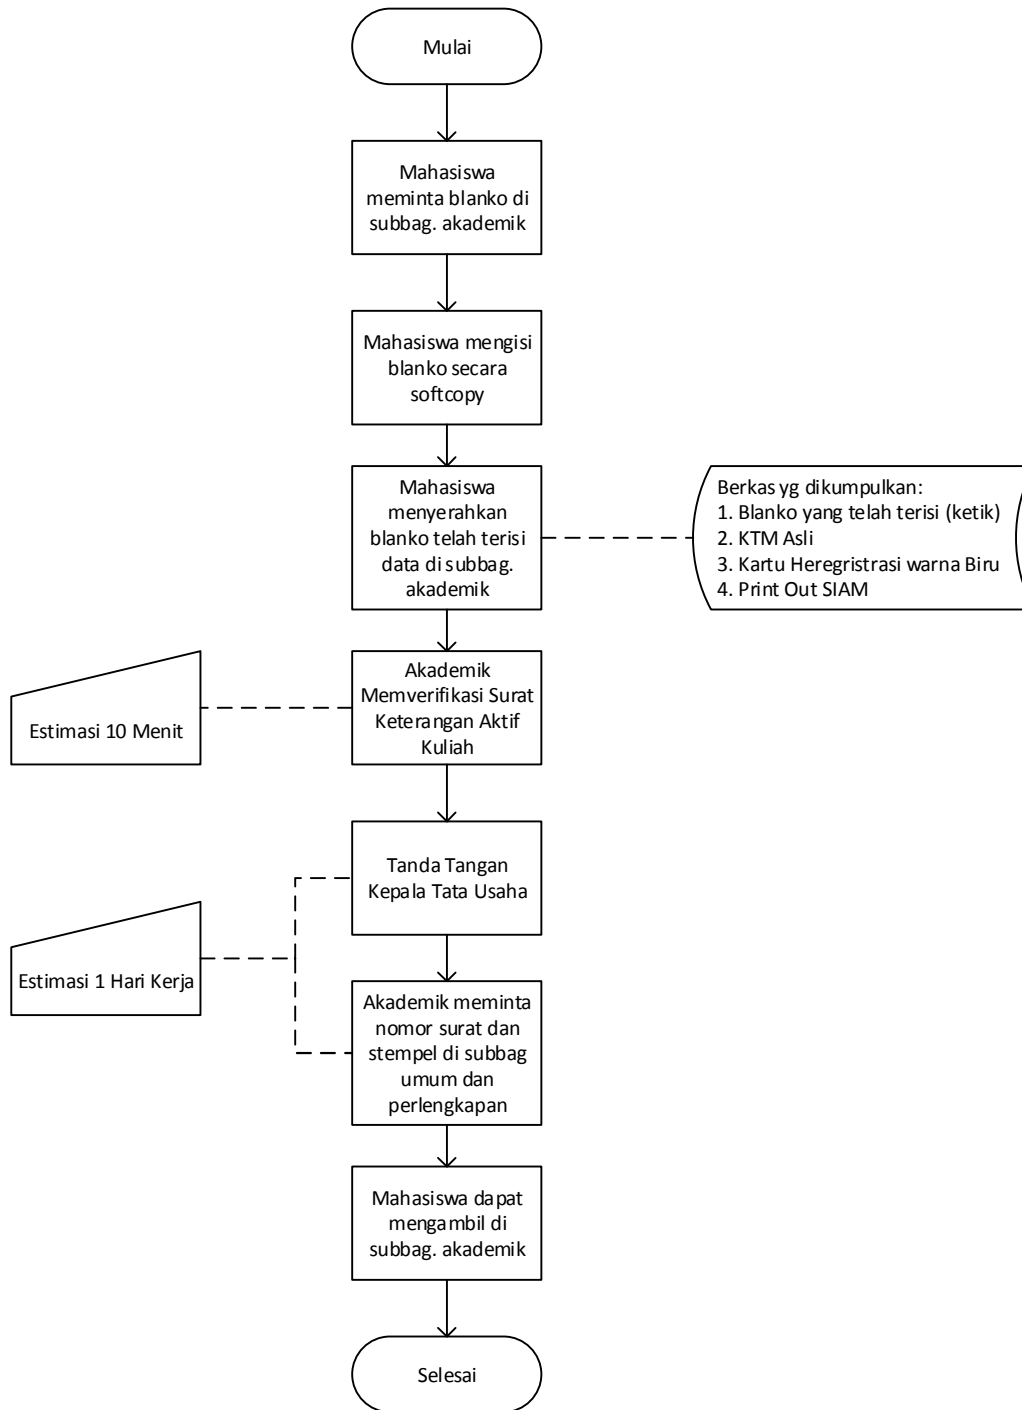 Mulai
Mahasiswa
meminta blanko di
subbag. akademik
Mahasiswa mengisi
blanko secara
softcopy
Mahasiswa
menyerahkan
blanko telah terisi
data di subbag.
akademik
Berkas yg dikumpulkan:
1. Blanko yang telah terisi (ketik)
2. KTM Asli
3. Kartu Heregristrasi warna Biru
4. Print Out SIAM
Akademik
Memverifikasi Surat
Keterangan Aktif
Kuliah
Estimasi 10 Menit
Tanda Tangan
Kepala Tata Usaha
Estimasi 1 Hari Kerja
Akademik meminta
nomor surat dan
stempel di subbag
umum dan
perlengkapan
Mahasiswa dapat
mengambil di
subbag. akademik
Selesai